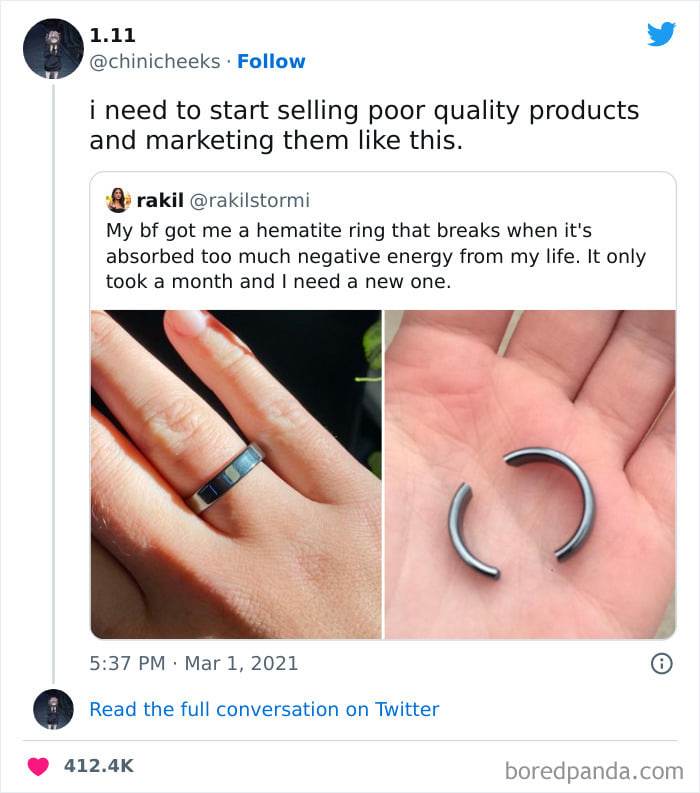 1.11
@chinicheeks · Follow
i need to start selling poor quality products
and marketing them like this.
rakil @rakilstormi
My bf got me a hematite ring that breaks when it's
absorbed too much negative energy from my life. It only
took a month and I need a new one.
5:37 PM · Mar 1, 2021
Read the full conversation on Twitter
412.4K
boredpanda.com